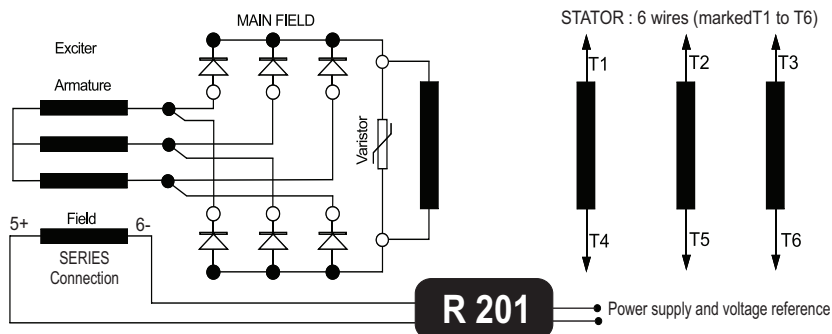 MAIN FIELD
STATOR : 6 wires (markedT1 to T6)
Exciter
Armature
T1
T2
T3
Varistor
5+
Field
6-
SERIES
Connection
T4
T5
T6
R 201
Power supply and voltage reference